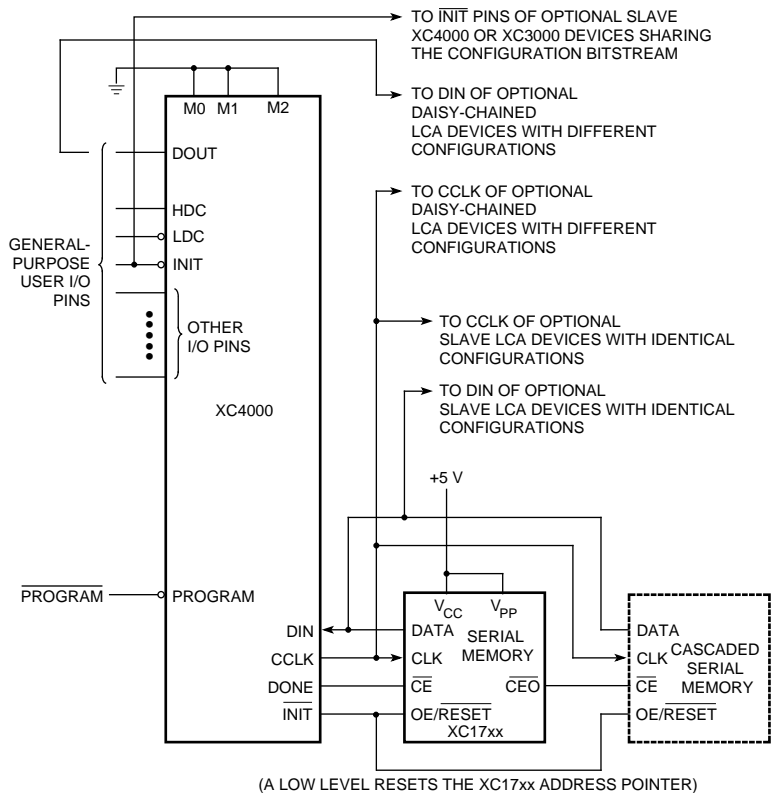 TO INIT PINS OF OPTIONAL SLAVE
XC4000 OR XC3000 DEVICES SHARING
THE CONFIGURATION BITSTREAM
TO DIN OF OPTIONAL
DAISY-CHAINED
LCA DEVICES WITH DIFFERENT
CONFIGURATIONS
M0 M1 M2
DOUT
TO CCLK OF OPTIONAL
DAISY-CHAINED
LCA DEVICES WITH DIFFERENT
CONFIGURATIONS
HDC
LDC
INIT
GENERAL-
PURPOSE
USER I/O
PINS
OTHER
I/O PINS
TO CCLK OF OPTIONAL
SLAVE LCA DEVICES WITH IDENTICAL
CONFIGURATIONS
TO DIN OF OPTIONAL
SLAVE LCA DEVICES WITH IDENTICAL
CONFIGURATIONS
XC4000
+5 V
PROGRAM
PROGRAM
VCC VPP
DIN
CCLK
DONE
INIT
DATA
CLK
CE
OE/RESET
SERIAL
MEMORY
CEO
XC17xx
DATA
CLK
CE
OE/RESET
CASCADED
SERIAL
MEMORY
(A LOW LEVEL RESETS THE XC17xx ADDRESS POINTER)